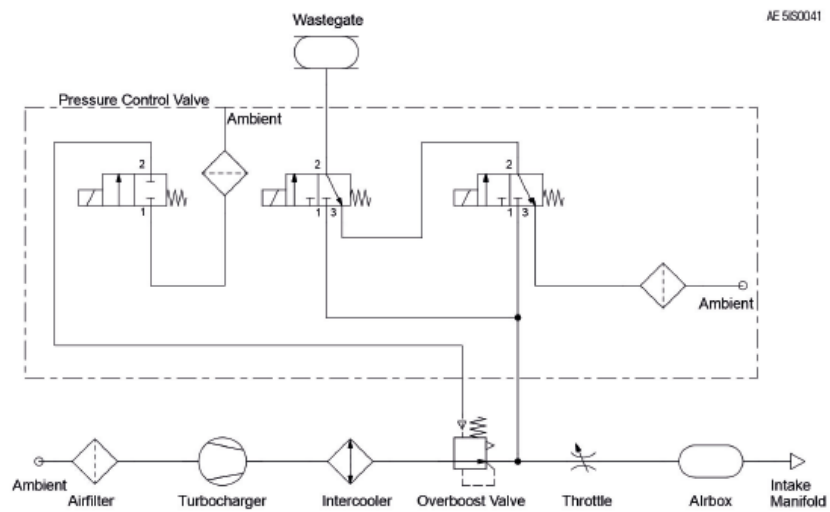 AE 5IS0041
Wastegate
Pressure Control Valve
Ambient
2
2
2
1
1 3
1 3
Ambient
Ambient
Airfilter
Turbocharger
Intercooler
Overboost Valve
Throttle
AIrbox
Intake
Manifold